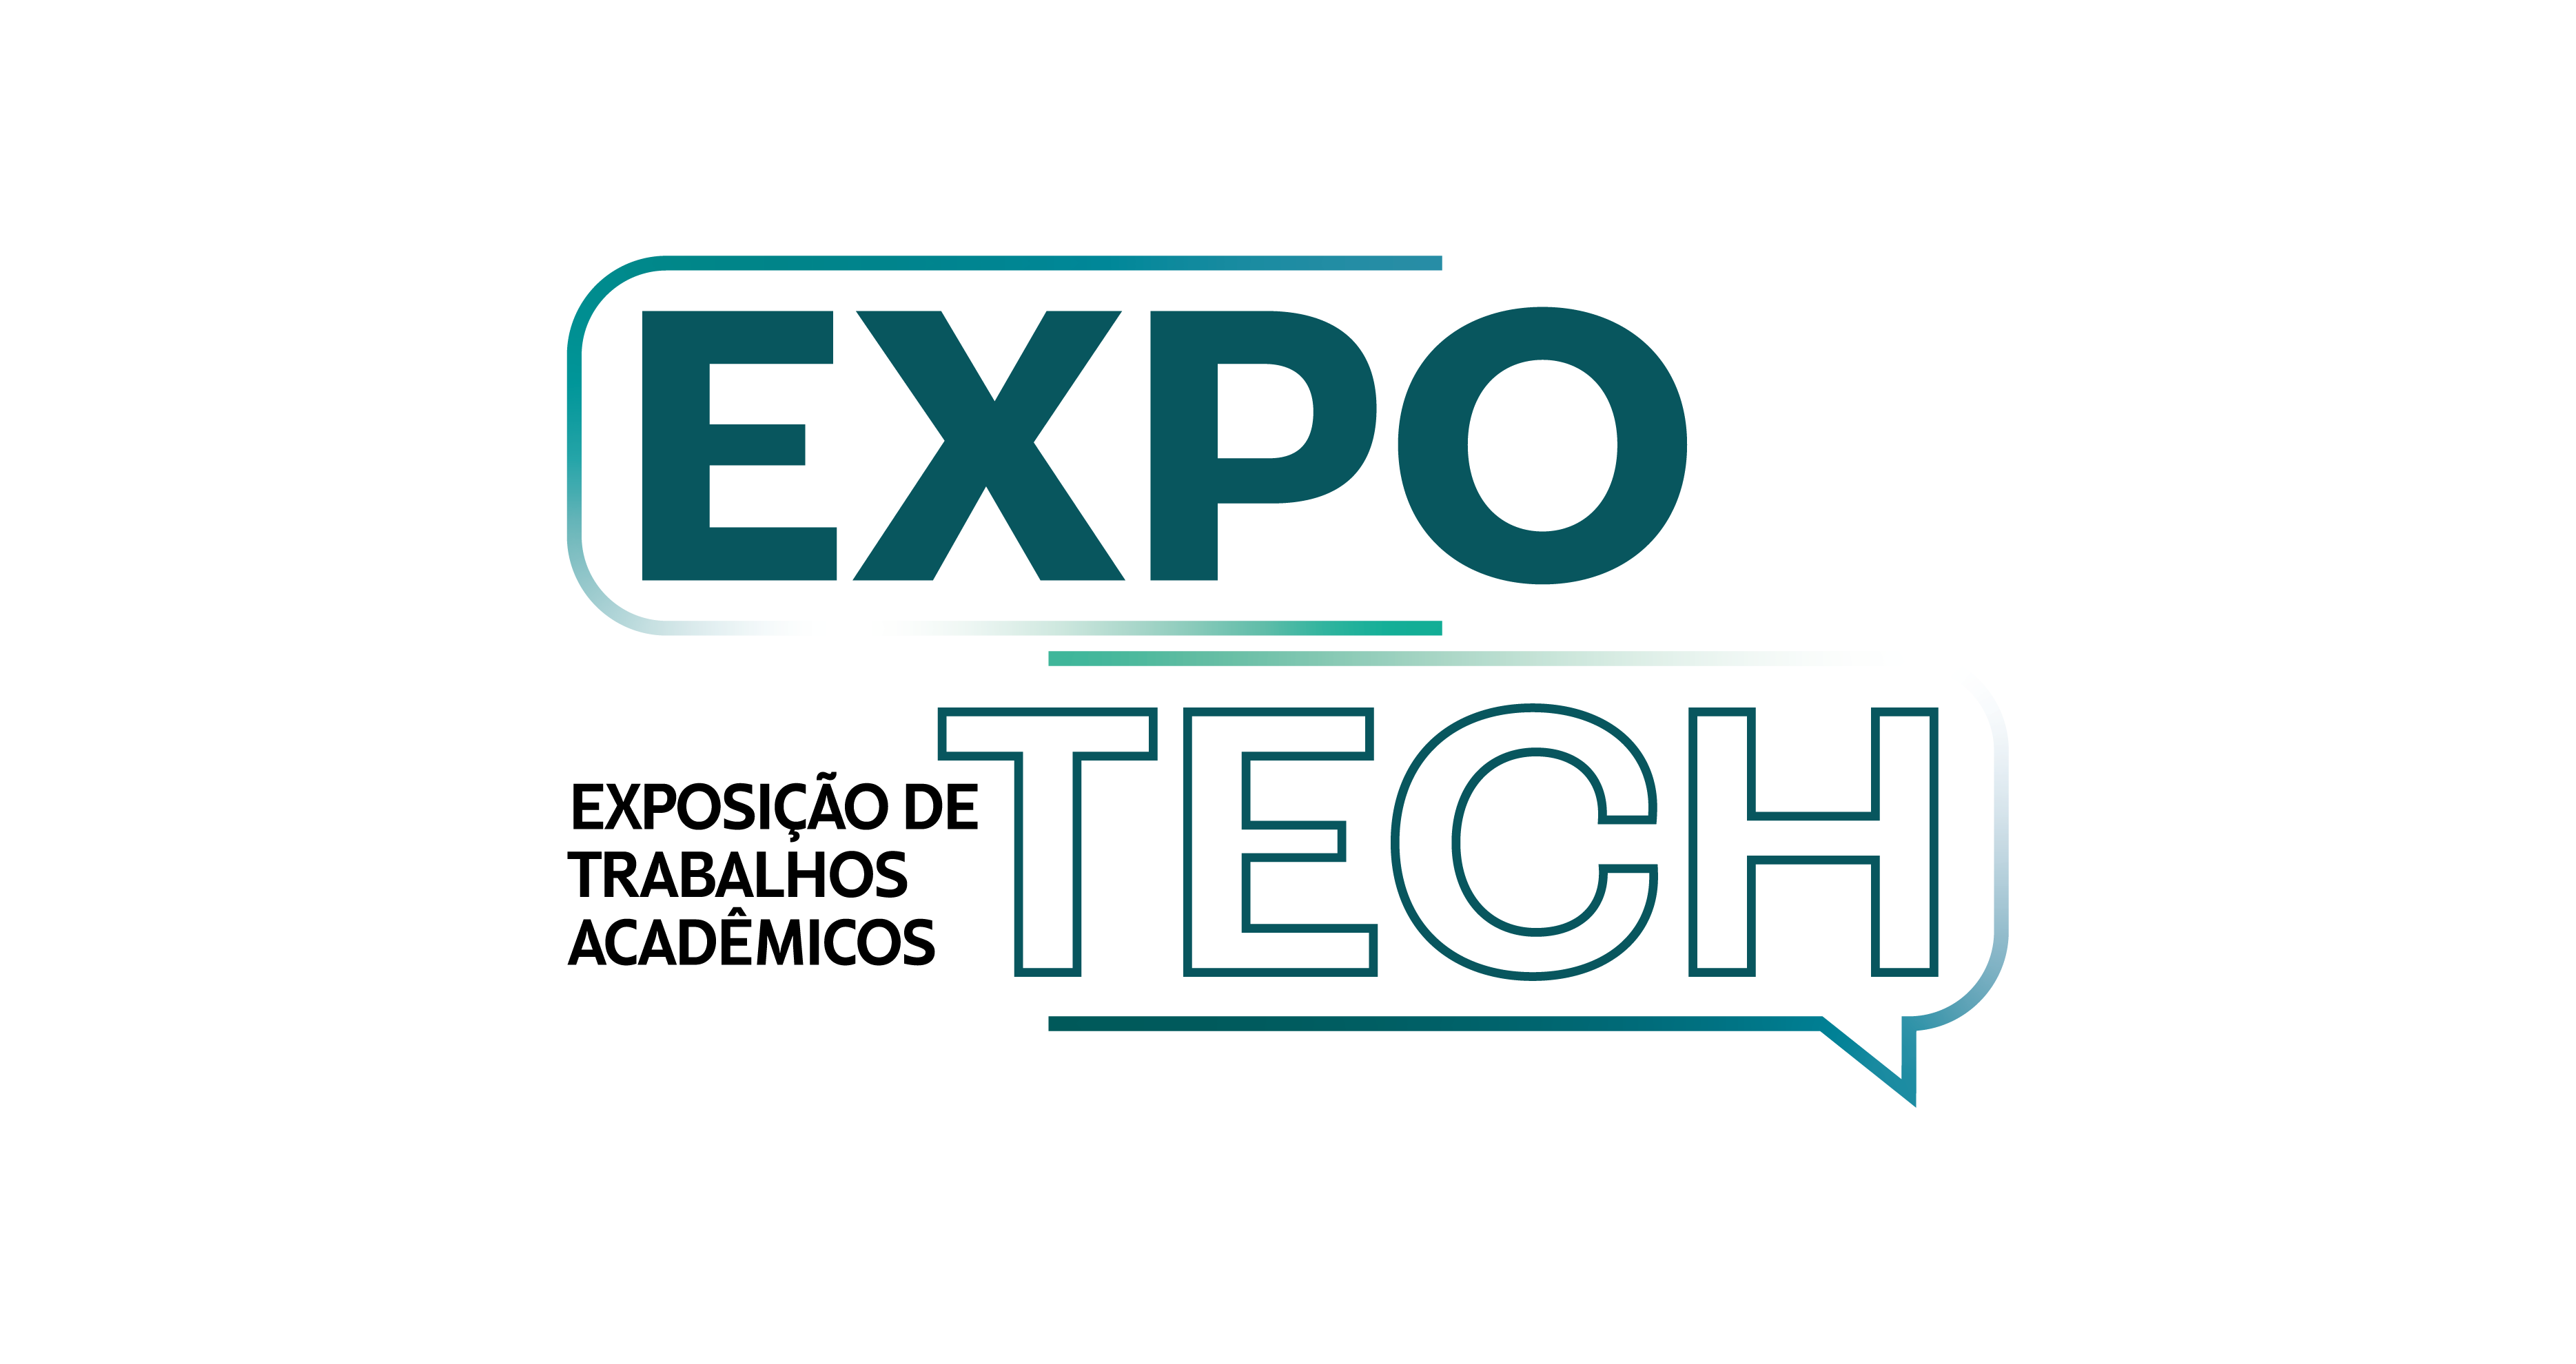 EXPO
TECH
EXPOSIÇÃO DE
TRABALHOS
ACADÊMICOS